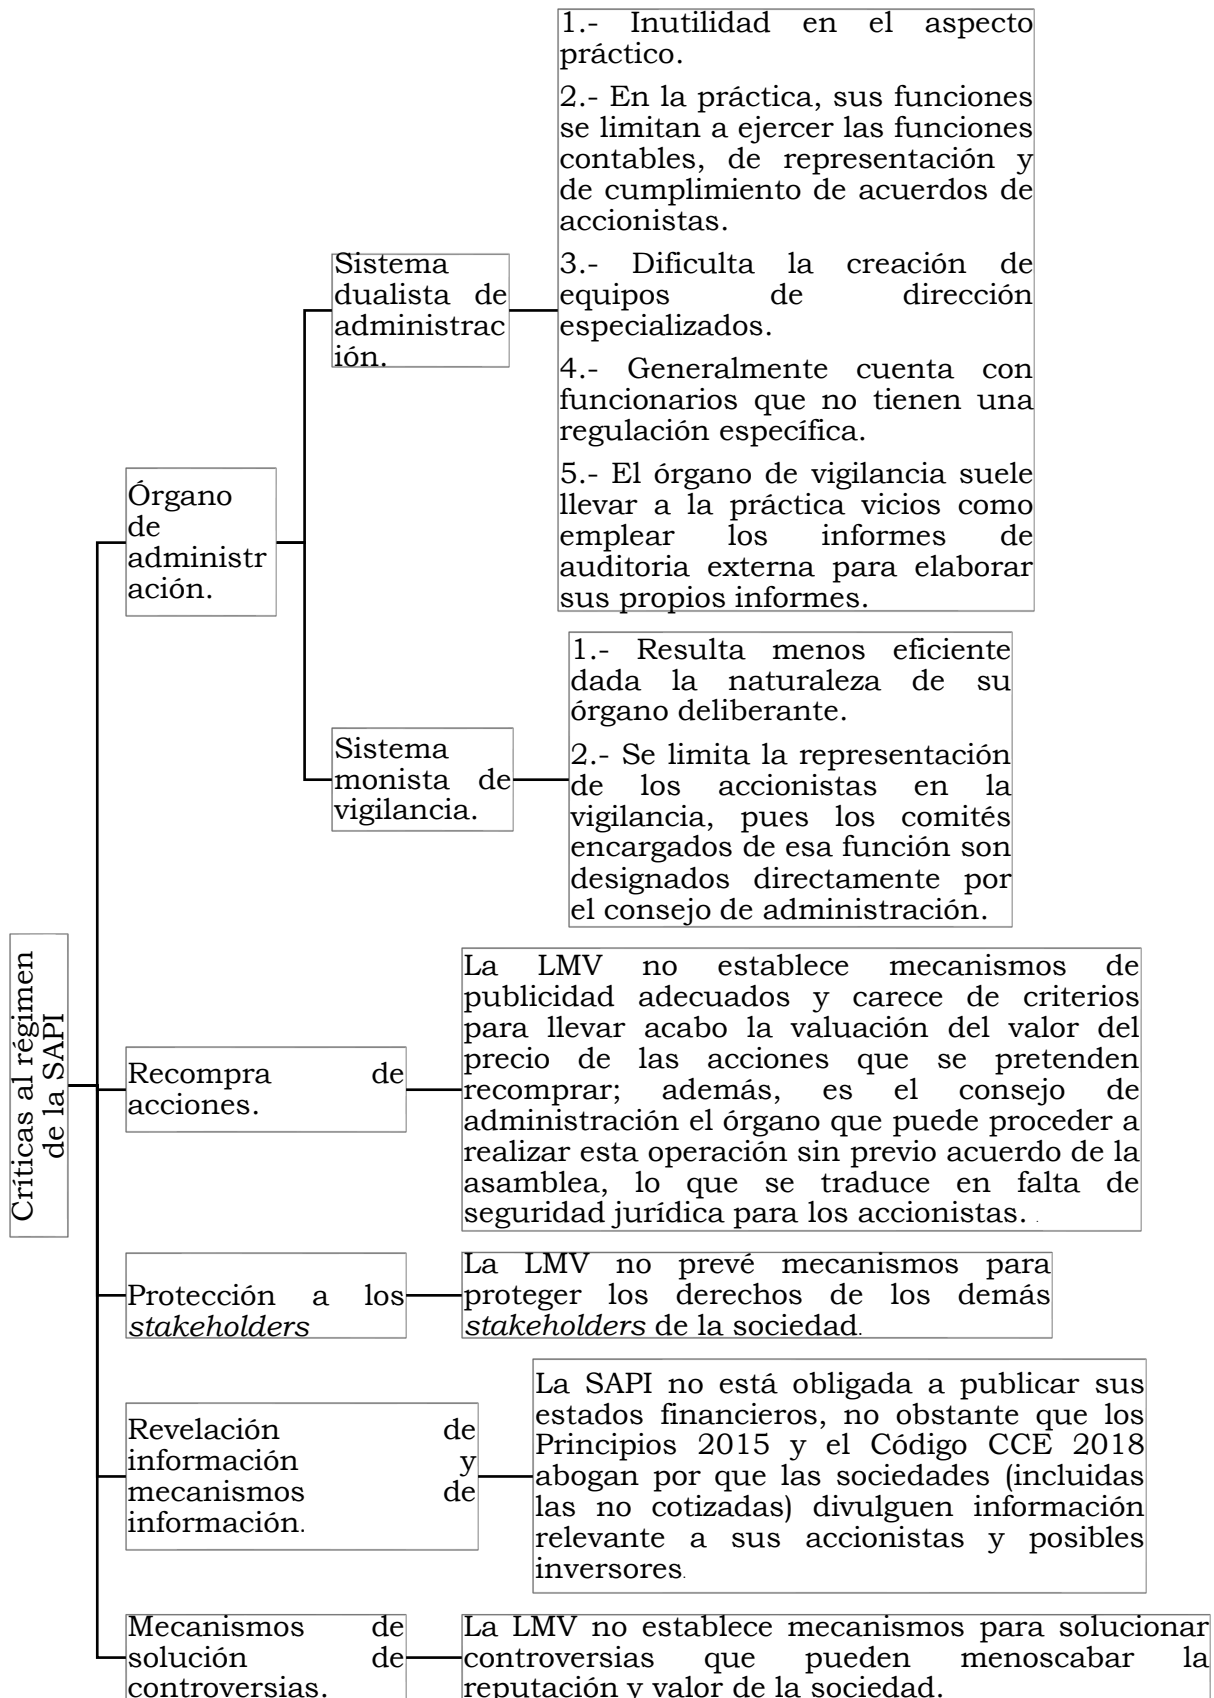 Críticas al régimen
de la SAPI
Órgano
de
administr
ación.
Sistema
dualista de
administrac
ión.
1.- Inutilidad en el aspecto
práctico.
2.- En la práctica, sus funciones
se limitan a ejercer las funciones
contables, de representación y
de cumplimiento de acuerdos de
accionistas.
3.- Dificulta la creación de
equipos de dirección
especializados.
4.- Generalmente cuenta con
funcionarios que no tienen una
regulación específica.
5.- El órgano de vigilancia suele
llevar a la práctica vicios como
emplear los informes de
auditoria externa para elaborar
sus propios informes.
Sistema
monista de
vigilancia.
1.- Resulta menos eficiente
dada la naturaleza de su
órgano deliberante.
2.- Se limita la representación
de los accionistas en la
vigilancia, pues los comités
encargados de esa función son
designados directamente por
el consejo de administración.
Recompra de
acciones.
La LMV no establece mecanismos de
publicidad adecuados y carece de criterios
para llevar acabo la valuación del valor del
precio de las acciones que se pretenden
recomprar; además, es el consejo de
administración el órgano que puede proceder a
realizar esta operación sin previo acuerdo de la
asamblea, lo que se traduce en falta de
seguridad jurídica para los accionistas. .
Protección a los
stakeholders
La LMV no prevé mecanismos para
proteger los derechos de los demás
stakeholders de la sociedad.
Revelación de
información y
mecanismos de
información.
La SAPI no está obligada a publicar sus
estados financieros, no obstante que los
Principios 2015 y el Código CCE 2018
abogan por que las sociedades (incluidas
las no cotizadas) divulguen información
relevante a sus accionistas y posibles
inversores.
Mecanismos de
solución de
controversias.
La LMV no establece mecanismos para solucionar
controversias que pueden menoscabar la
reputación y valor de la sociedad.